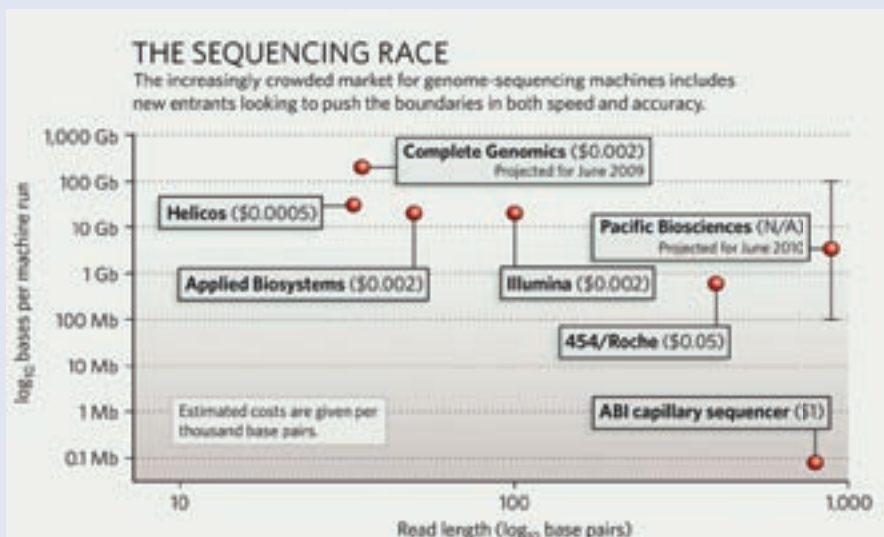 THE SEQUENCING RACE
The increasingly crowded market for genome-sequencing machines includes
new entrants looking to push the boundaries in both speed and accuracy.
log₁₀ bases per machine run
1,000 Gb
100 Gb
10 Gb
1 Gb
100 Mb
10 Mb
1 Mb
0.1 Mb
Complete Genomics ($0.002)
Projected for June 2009
Helicos ($0.0005)
Pacific Biosciences (N/A)
Projected for June 2010
Applied Biosystems ($0.002)
Illumina ($0.002)
454/Roche ($0.05)
Estimated costs are given per
thousand base pairs.
ABI capillary sequencer ($1)
10
100
1,000
Read length (log₁₀ base pairs)